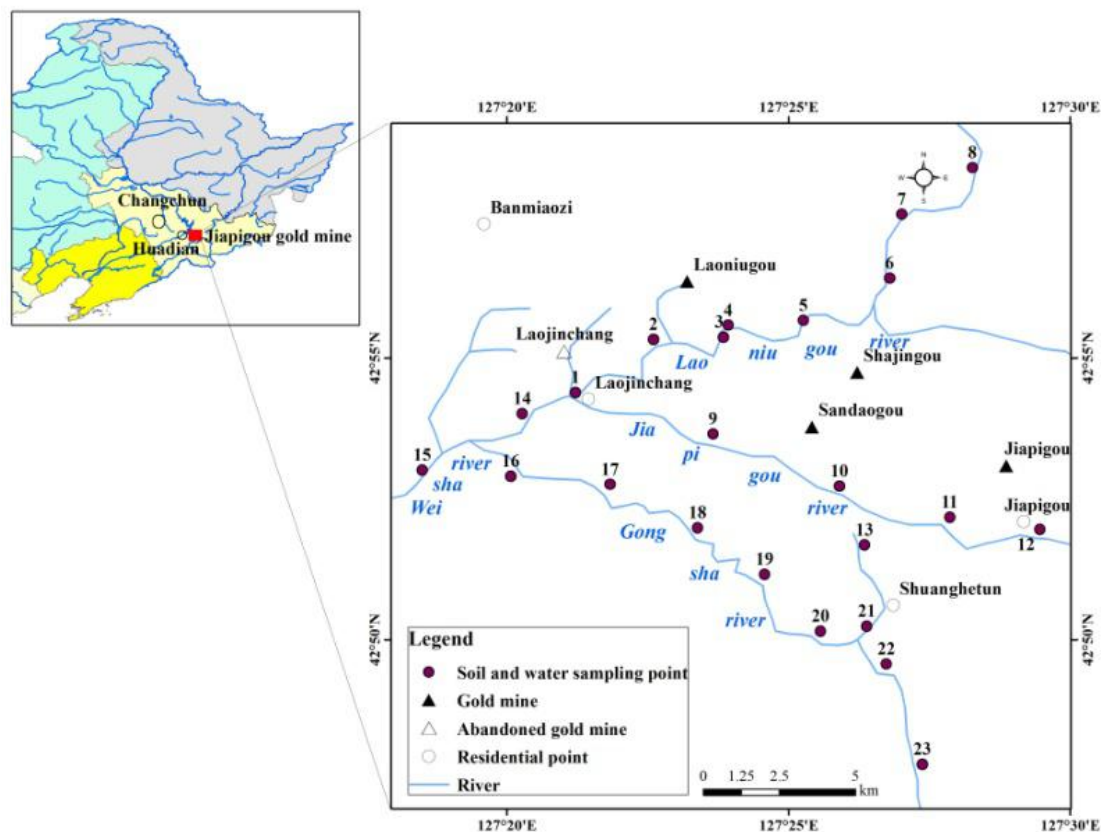 Changchun
Huadian
Jiapigou gold mine
127°20'E
127°25'E
127°30'E
8
N
W
E
S
7
Banmiaozi
Laoniugou
6
5
4
3
2
Lao
niu
gou
river
42°55'N
42°55'N
Laojinchang
Shajingou
1
Laojinchang
14
Sandaogou
Jia
9
pi
gou
river
Jiapigou
15
river
sha
Wei
16
17
10
11
Jiapigou
12
18
Gong
sha
river
13
19
Shuanghetun
20
21
42°50'N
42°50'N
22
23
Legend
Soil and water sampling point
Gold mine
Abandoned gold mine
Residential point
River
0 1.25 2.5 5
km
127°20'E
127°25'E
127°30'E